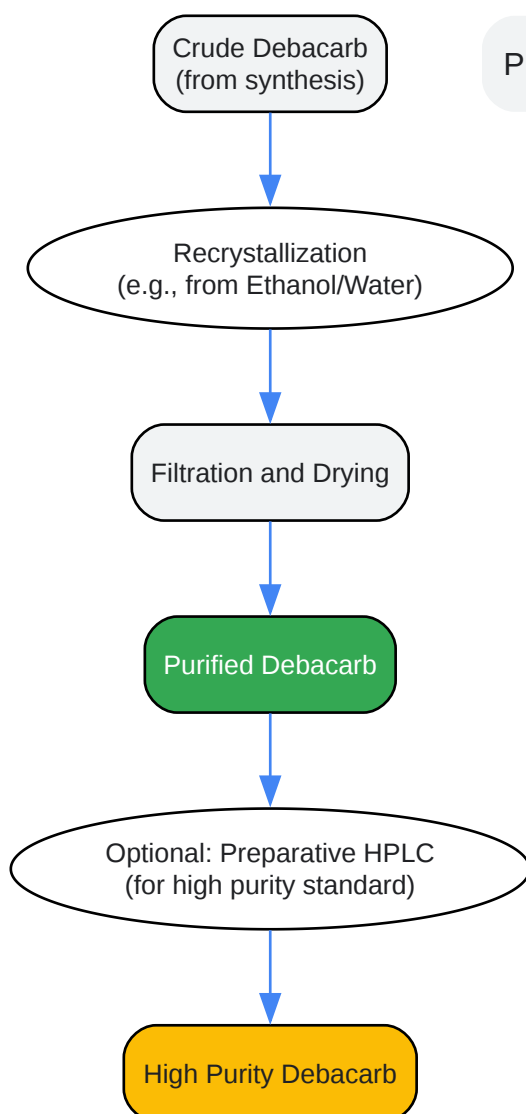 Crude Debacarb
(from synthesis)
P
Recrystallization
(e.g., from Ethanol/Water)
Filtration and Drying
Purified Debacarb
Optional: Preparative HPLC
(for high purity standard)
High Purity Debacarb